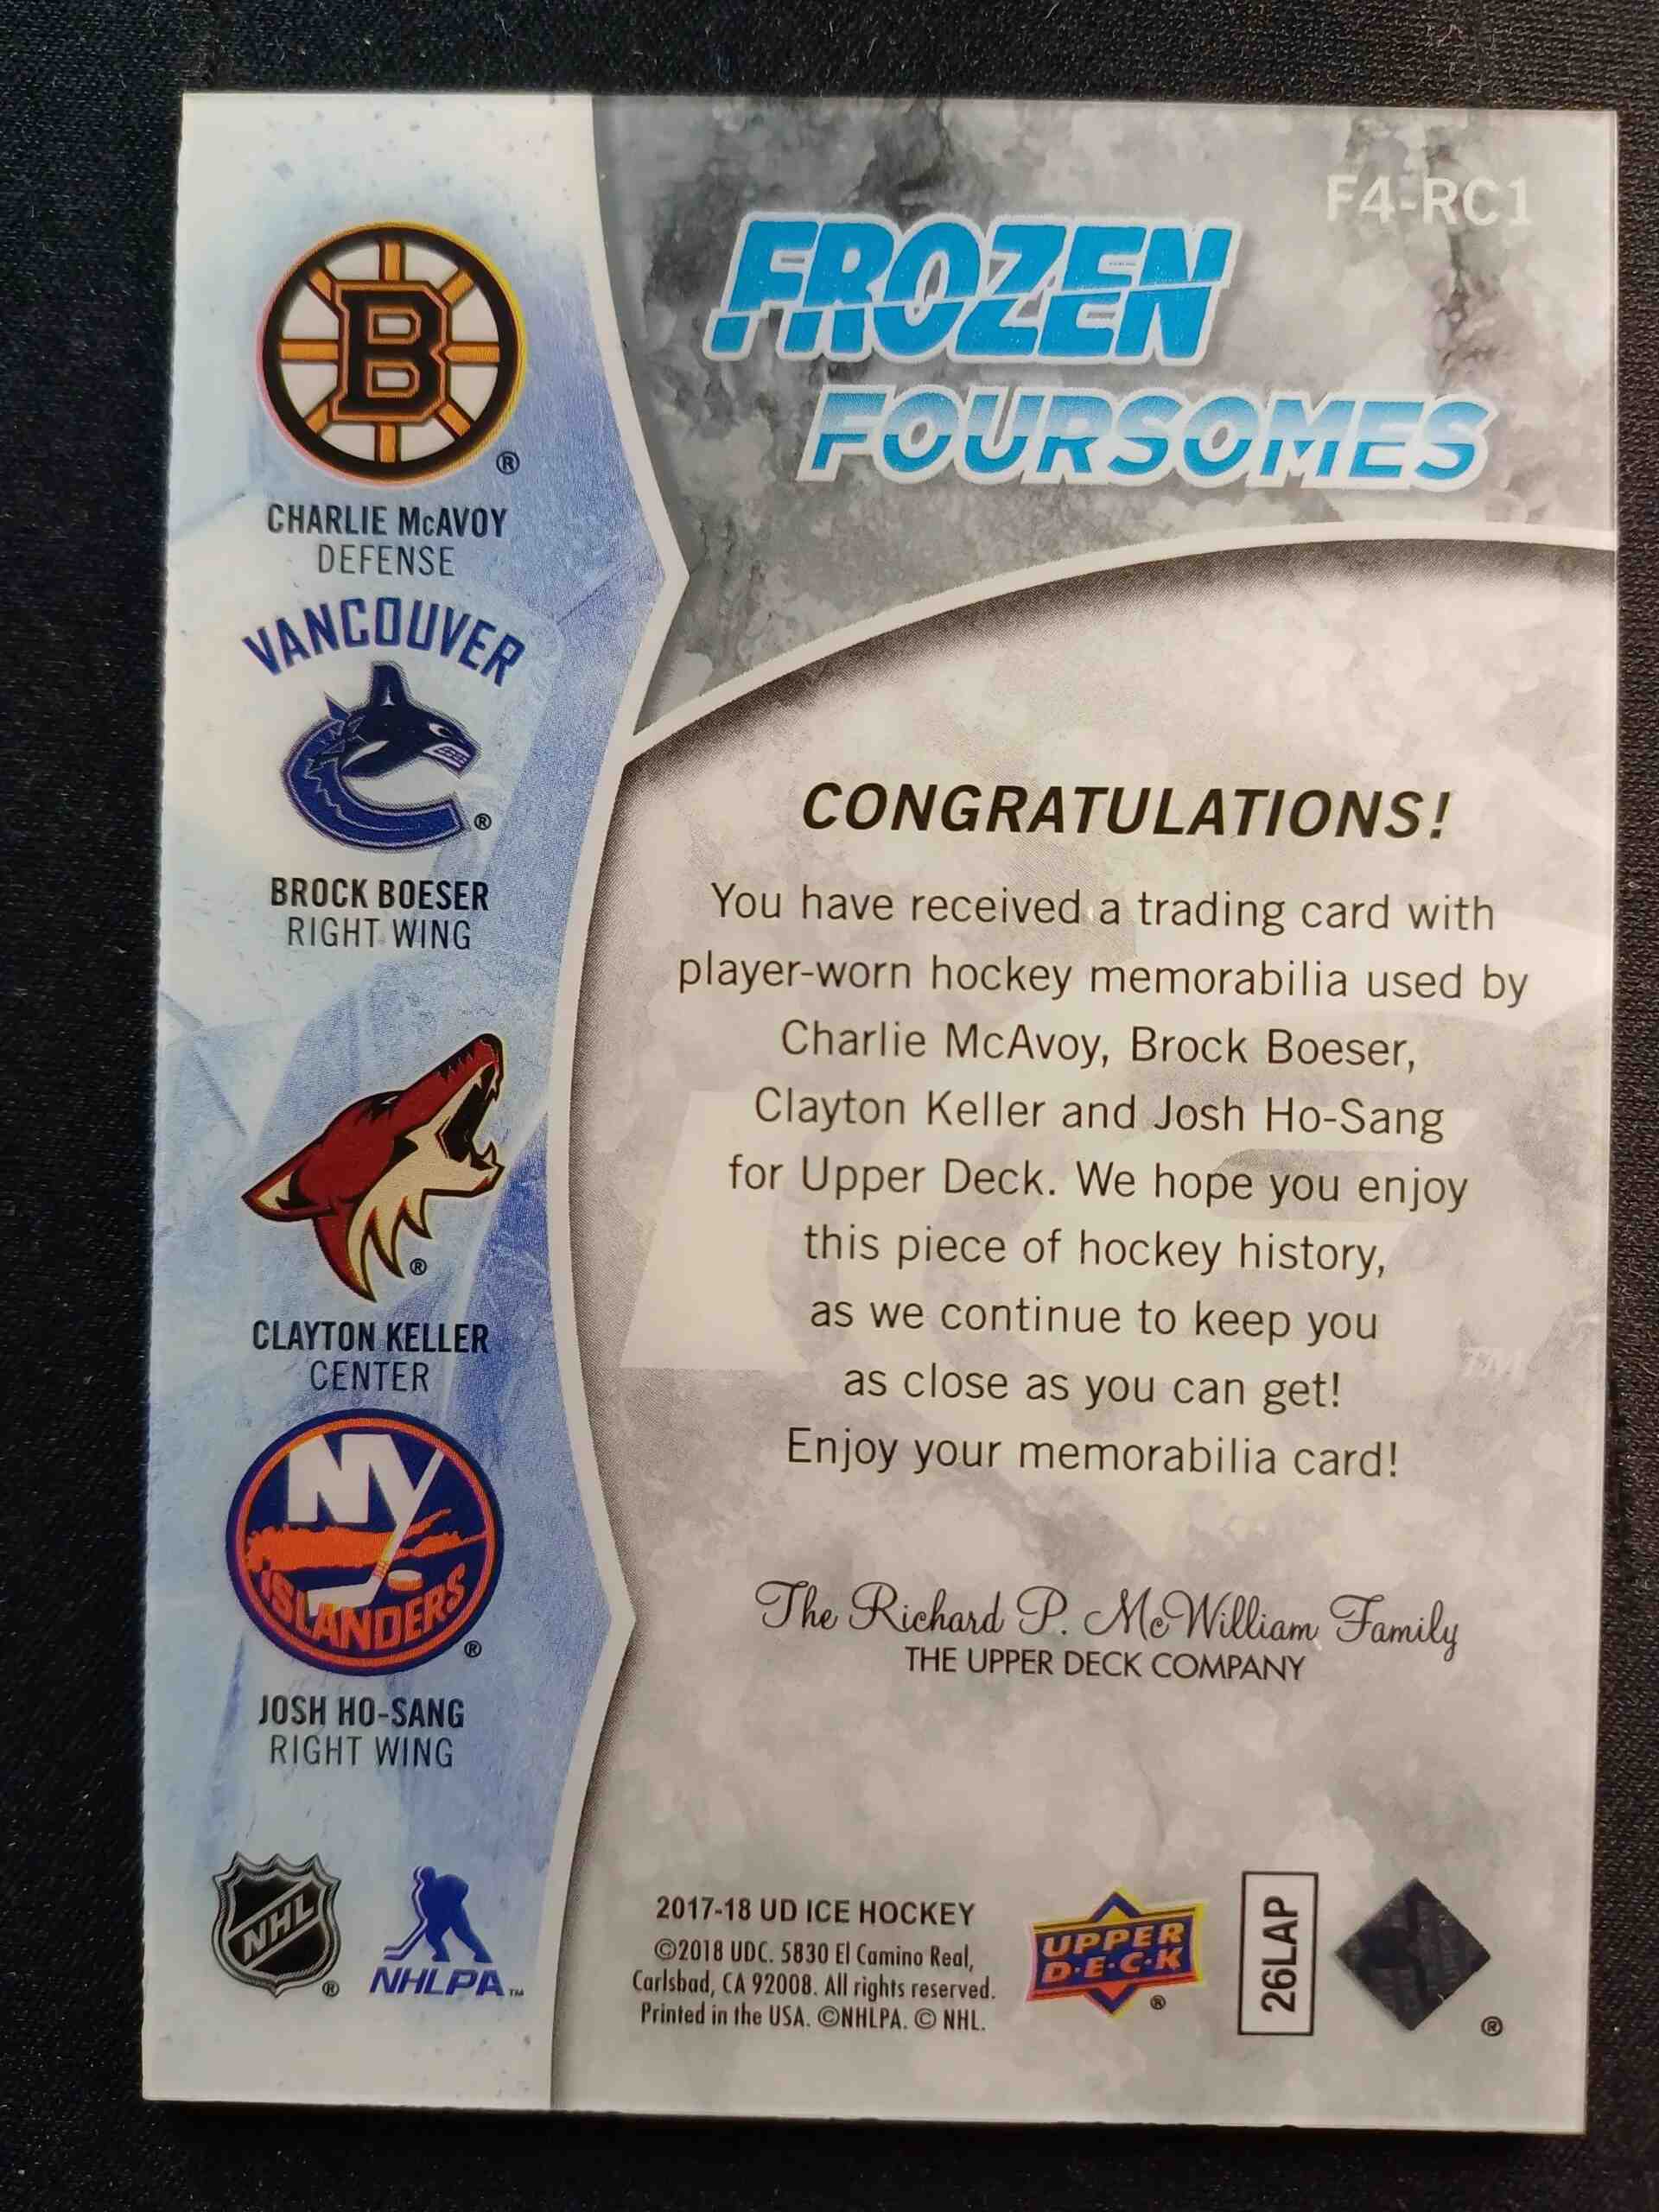 F4-RC1
FROZEN
FOURSOMES
B
®
CHARLIE McAVOY
DEFENSE
VANCOUVER
®
BROCK BOESER
RIGHT WING
®
CLAYTON KELLER
CENTER
NY
ISLANDERS
®
JOSH HO-SANG
RIGHT WING
NHL
®
NHLPA™
CONGRATULATIONS!
You have received a trading card with
player-worn hockey memorabilia used by
Charlie McAvoy, Brock Boeser,
Clayton Keller and Josh Ho-Sang
for Upper Deck. We hope you enjoy
this piece of hockey history,
as we continue to keep you
as close as you can get!
Enjoy your memorabilia card!
TM
The Richard P. McWilliam Family
THE UPPER DECK COMPANY
2017-18 UD ICE HOCKEY
©2018 UDC. 5830 El Camino Real,
Carlsbad, CA 92008. All rights reserved.
Printed in the USA. ©NHLPA. © NHL.
UPPER
D·E·C·K
®
26LAP
®